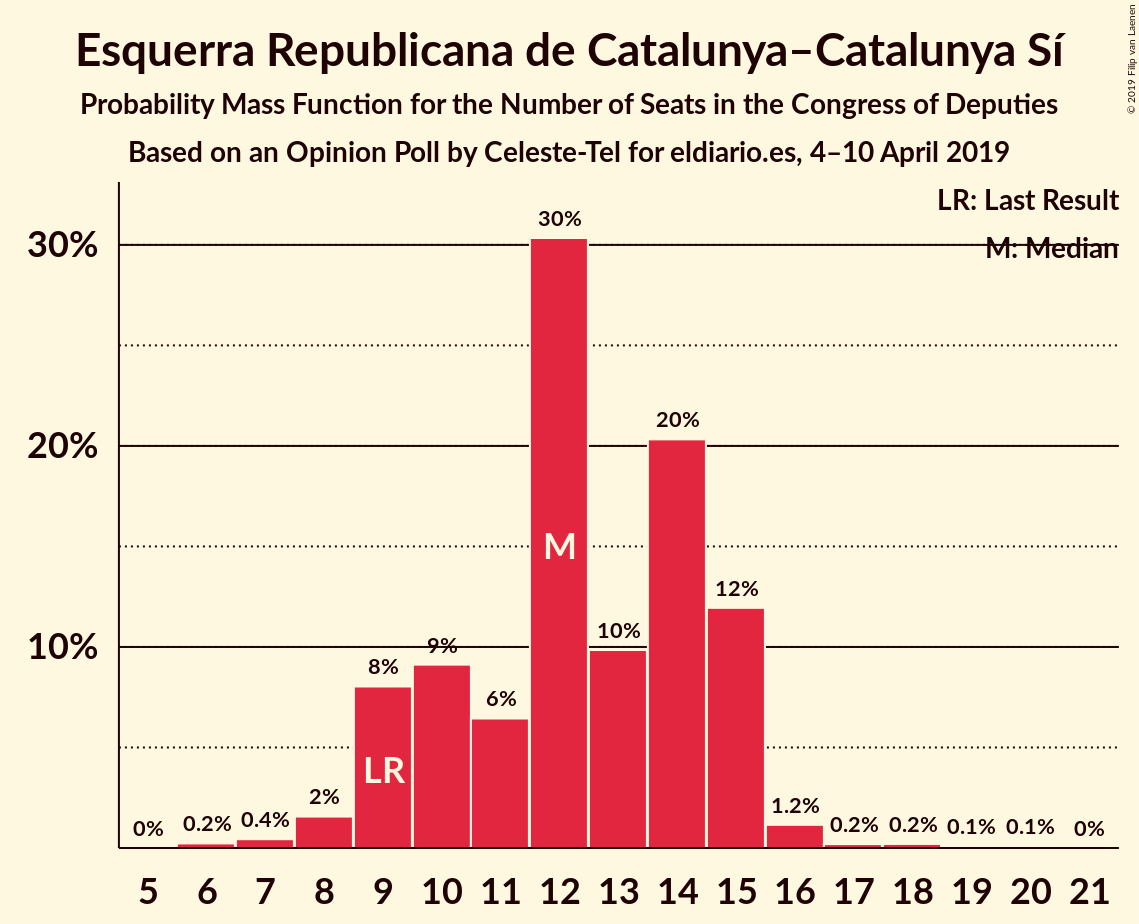 Esquerra Republicana de Catalunya–Catalunya Sí
Probability Mass Function for the Number of Seats in the Congress of Deputies
Based on an Opinion Poll by Celeste-Tel for eldiario.es, 4–10 April 2019
© 2019 Filip van Laenen
LR: Last Result
M: Median
30%
20%
10%
0%
0.2%
0.4%
2%
8%
9%
6%
30%
10%
20%
12%
1.2%
0.2%
0.2%
0.1%
0.1%
0%
LR
M
5 6 7 8 9 10 11 12 13 14 15 16 17 18 19 20 21